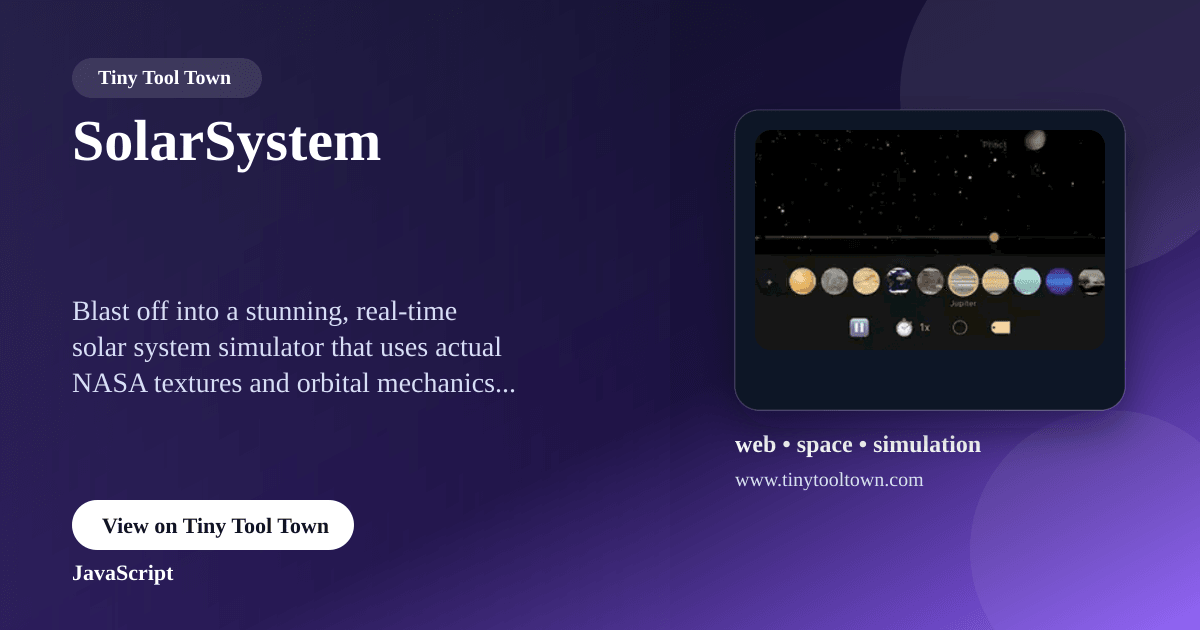 Tiny Tool Town
SolarSystem
Blast off into a stunning, real-time
solar system simulator that uses actual
NASA textures and orbital mechanics...
View on Tiny Tool Town
JavaScript
Jupiter
1x
web • space • simulation
www.tinytooltown.com